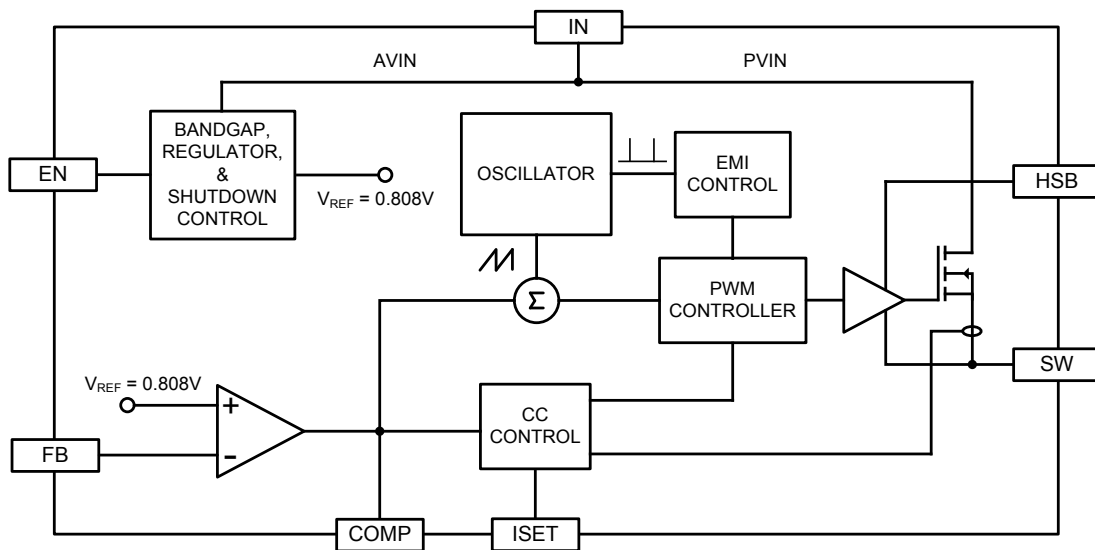 IN
AVIN
PVIN
BANDGAP,
REGULATOR,
&
SHUTDOWN
CONTROL
OSCILLATOR
EMI
CONTROL
EN
HSB
VREF = 0.808V
Σ
PWM
CONTROLLER
SW
VREF = 0.808V
+
-
CC
CONTROL
FB
COMP
ISET